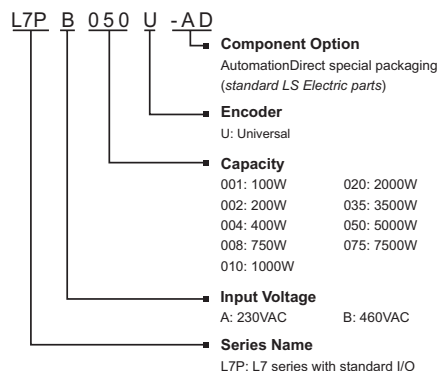 L7P B 050 U -AD
Component Option
AutomationDirect special packaging
(standard LS Electric parts)
Encoder
U: Universal
Capacity
001: 100W 020: 2000W
002: 200W 035: 3500W
004: 400W 050: 5000W
008: 750W 075: 7500W
010: 1000W
Input Voltage
A: 230VAC B: 460VAC
Series Name
L7P: L7 series with standard I/O